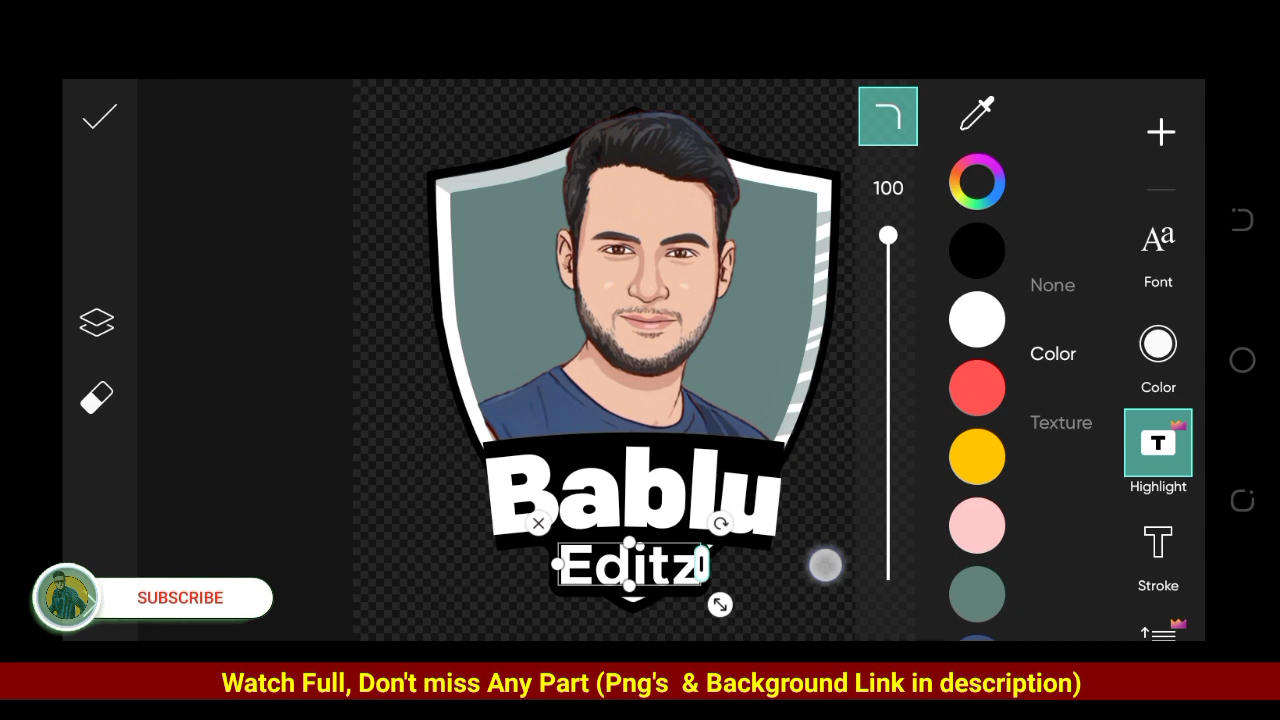 100
None
Color
Texture
Aa
Font
Color
T
Highlight
T
Stroke
Bablu
Editz
SUBSCRIBE
Watch Full, Don't miss Any Part (Png's & Background Link in description)